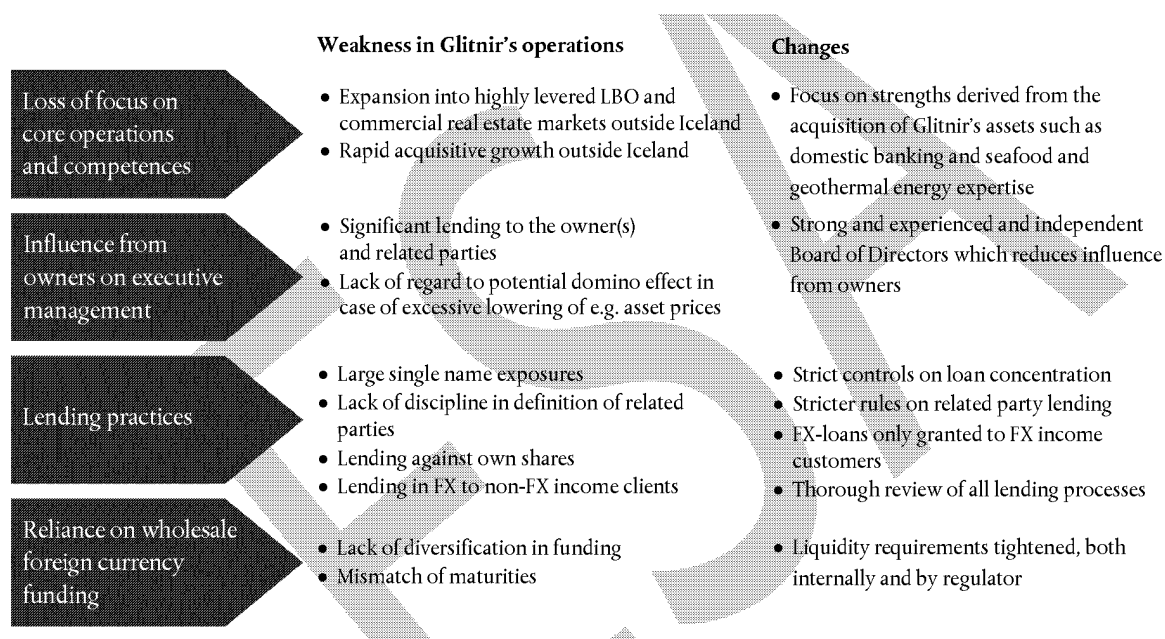 Weakness in Glitnir's operations
Changes
Loss of focus on
core operations
and competences
• Expansion into highly levered LBO and
commercial real estate markets outside Iceland
• Rapid acquisitive growth outside Iceland
• Focus on strengths derived from the
acquisition of Glitnir's assets such as
domestic banking and seafood and
geothermal energy expertise
Influence from
owners on executive
management
• Significant lending to the owner(s)
and related parties
• Lack of regard to potential domino effect in
case of excessive lowering of e.g. asset prices
• Strong and experienced and independent
Board of Directors which reduces influence
from owners
Lending practices
• Large single name exposures
• Lack of discipline in definition of related
parties
• Lending against own shares
• Lending in FX to non-FX income clients
• Strict controls on loan concentration
• Stricter rules on related party lending
• FX-loans only granted to FX income
customers
• Thorough review of all lending processes
Reliance on wholesale
foreign currency
funding
• Lack of diversification in funding
• Mismatch of maturities
• Liquidity requirements tightened, both
internally and by regulator